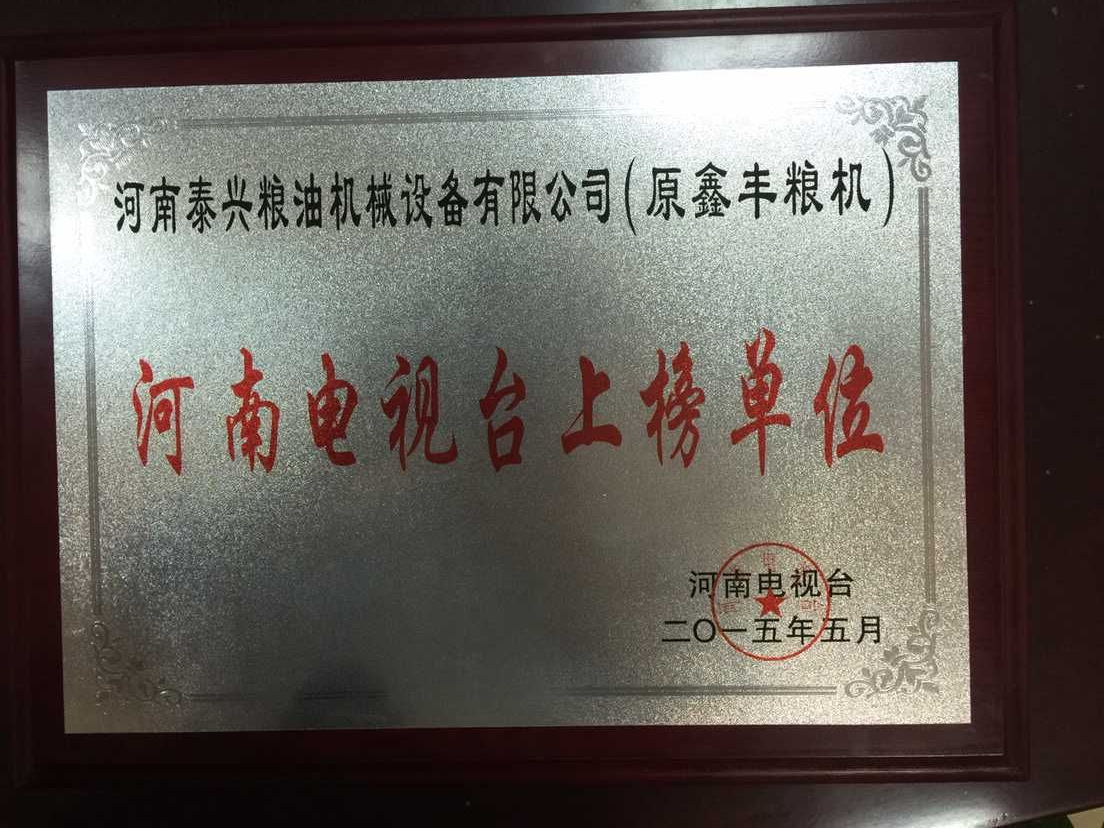 河南泰兴粮油机械设备有限公司(原鑫丰粮机)
河南电视台上榜单位
河南电视台
二〇一五年五月